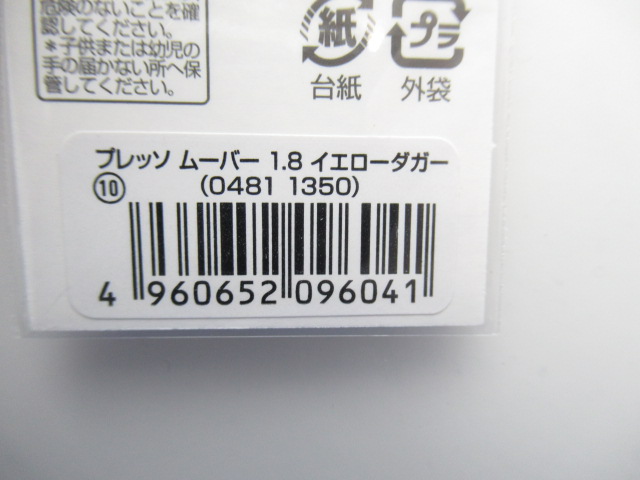 危険のないことを確
認してください。
*子供または幼児の
手の届かない所へ保
管してください。
紙
台紙
プラ
外袋
プレッソ ムーバー 1.8 イエローダガー
⑩ (0481 1350)
4 960652 096041